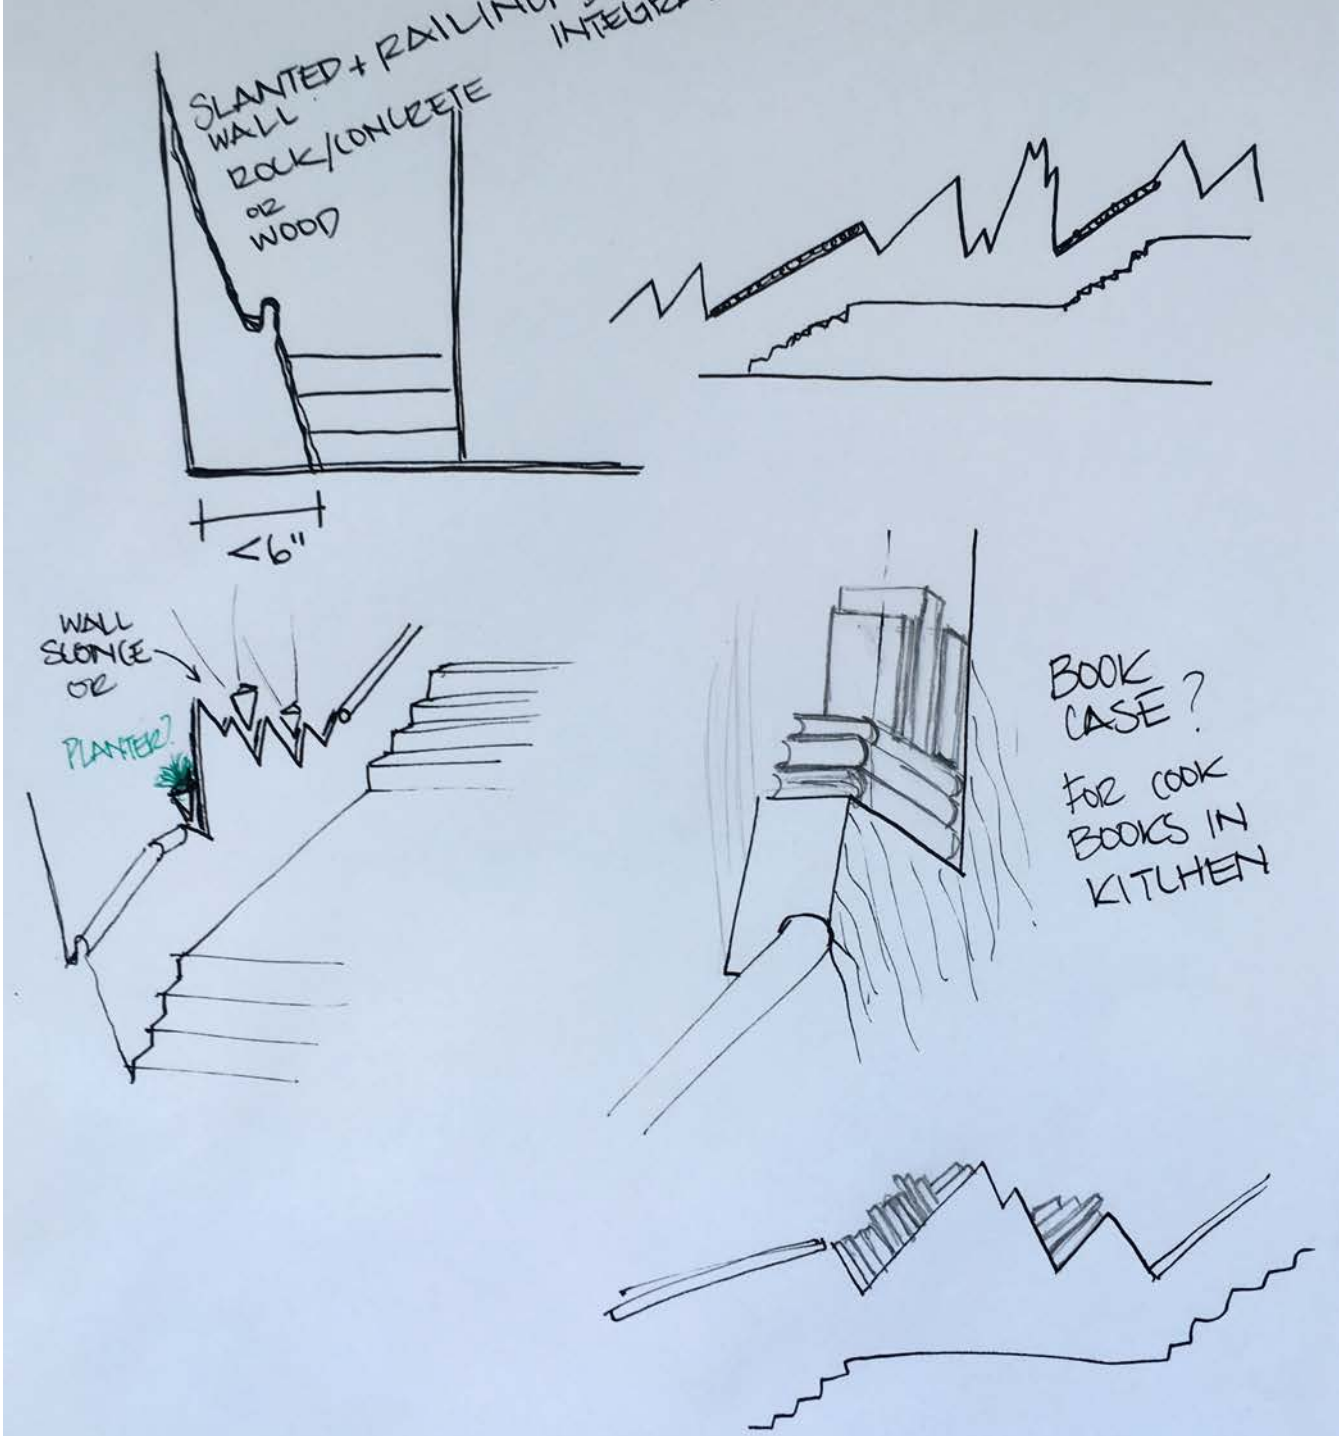 SLANTED + RAILING
WALL
INTEGRA
ROCK/CONCRETE
OR
WOOD
<6"
WALL
SCONCE
OR
PLANTER?
BOOK
CASE?
FOR COOK
BOOKS IN
KITCHEN